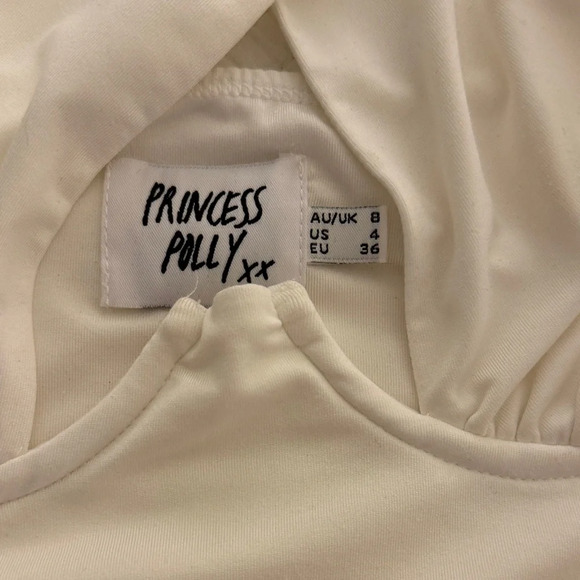 PRINCESS
POLLY xx
AU/UK 8
US 4
EU 36